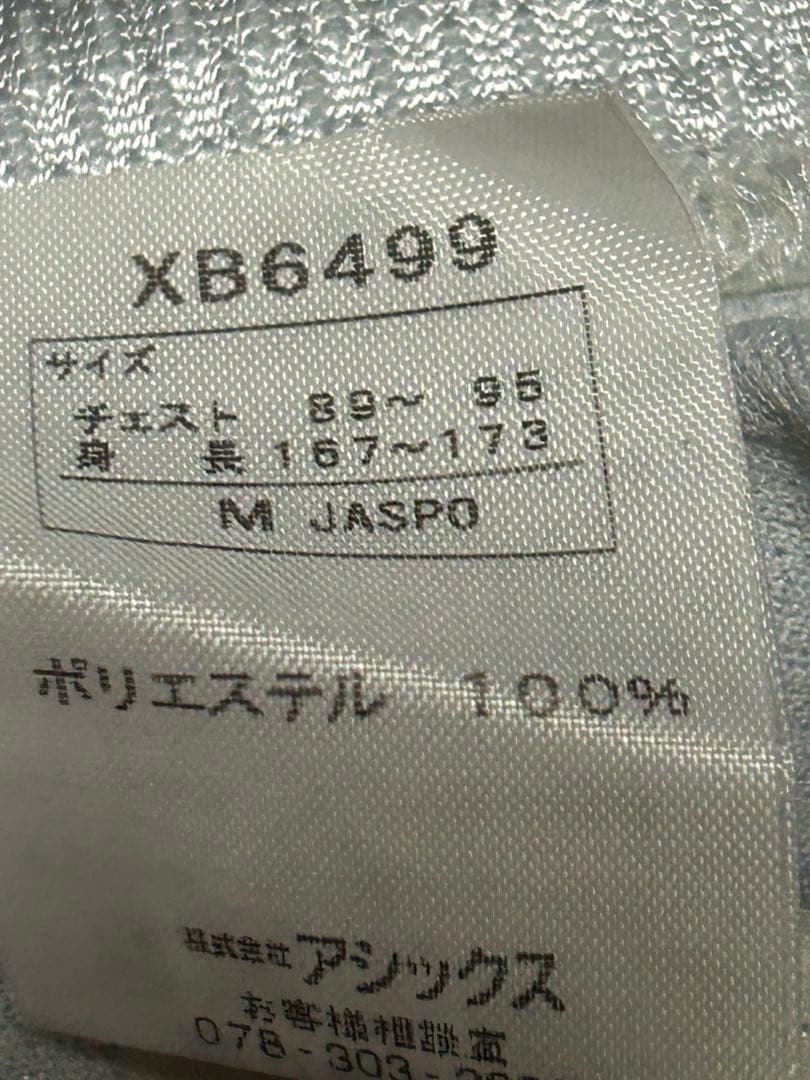 XB6499
サイズ
チェスト 89～ 95
身 長 167～173
M JASPO
ポリエステル 100%
株式会社 アシックス
078-303-